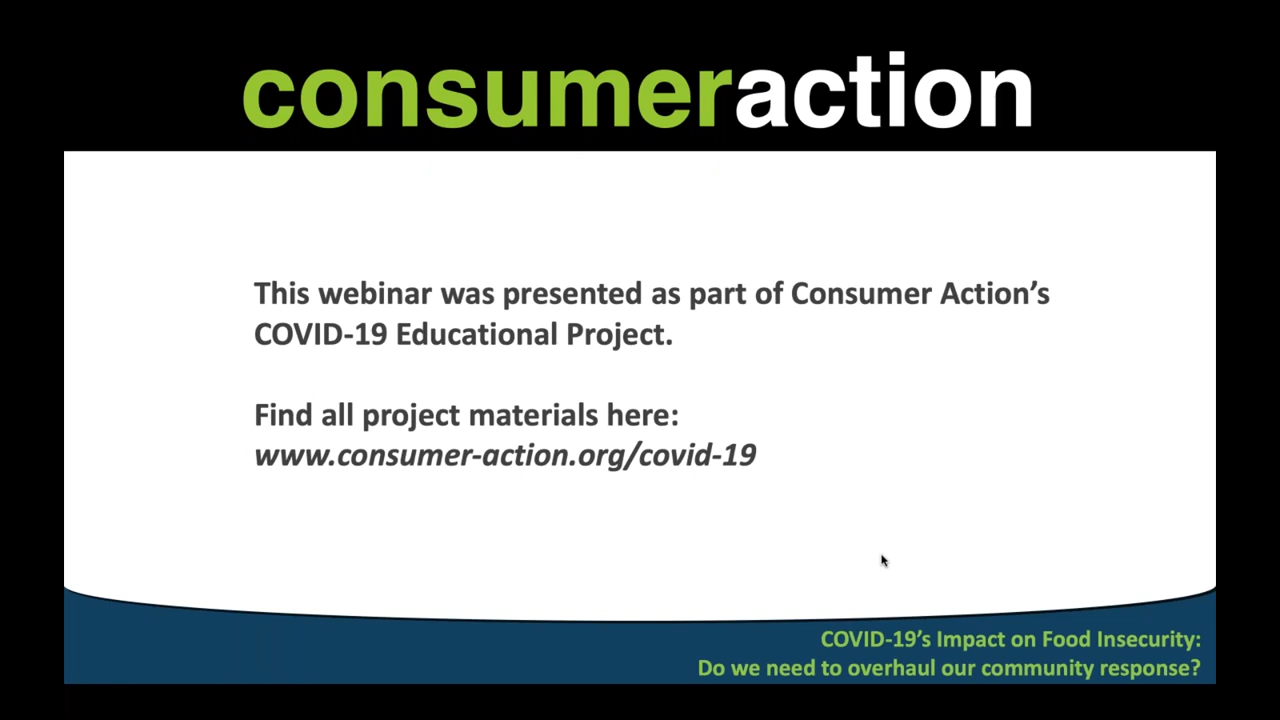 consumeraction
This webinar was presented as part of Consumer Action’s
COVID-19 Educational Project.
Find all project materials here:
www.consumer-action.org/covid-19
COVID-19’s Impact on Food Insecurity:
Do we need to overhaul our community response?